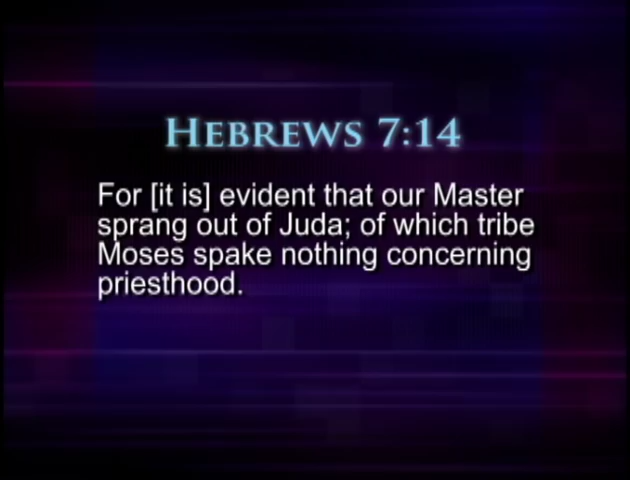 Hebrews 7:14
For [it is] evident that our Master
sprang out of Juda; of which tribe
Moses spake nothing concerning
priesthood.